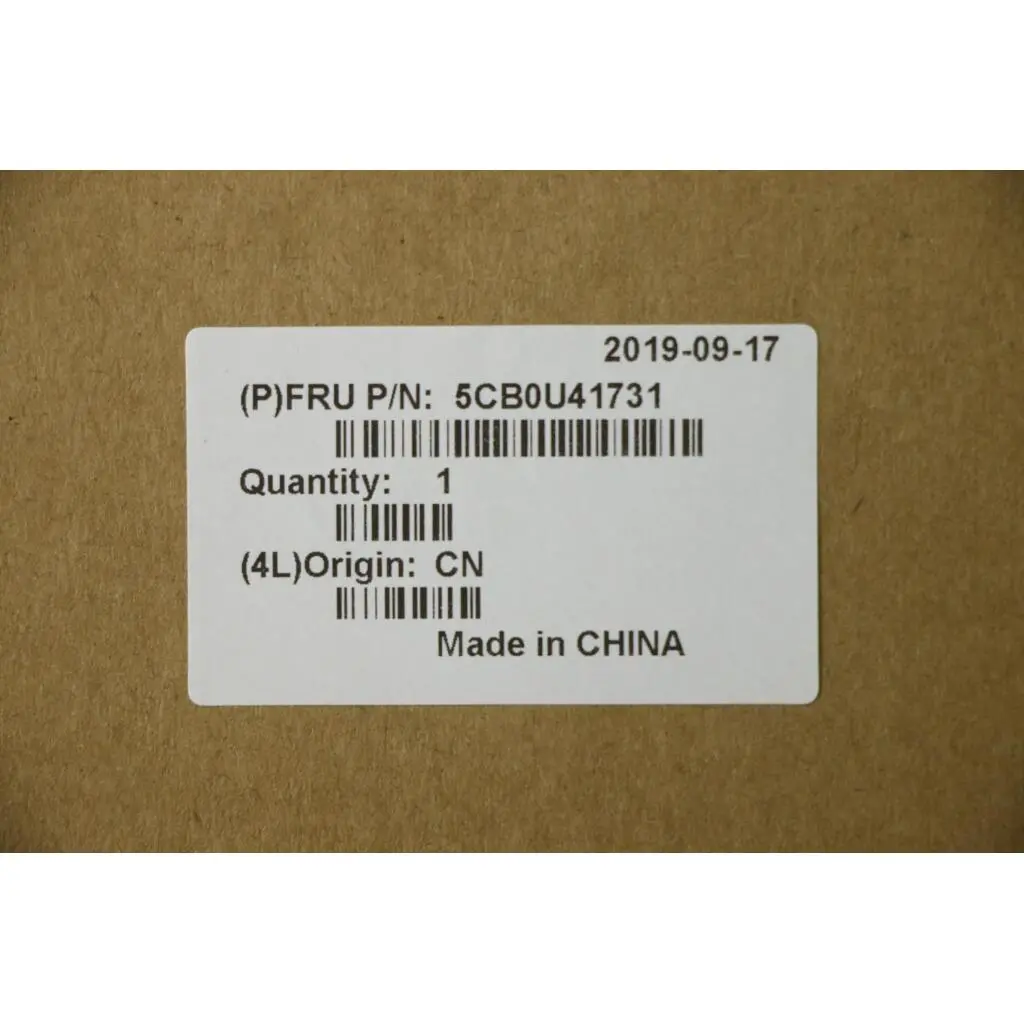 2019-09-17
(P)FRU P/N: 5CB0U41731
Quantity: 1
(4L)Origin: CN
Made in CHINA